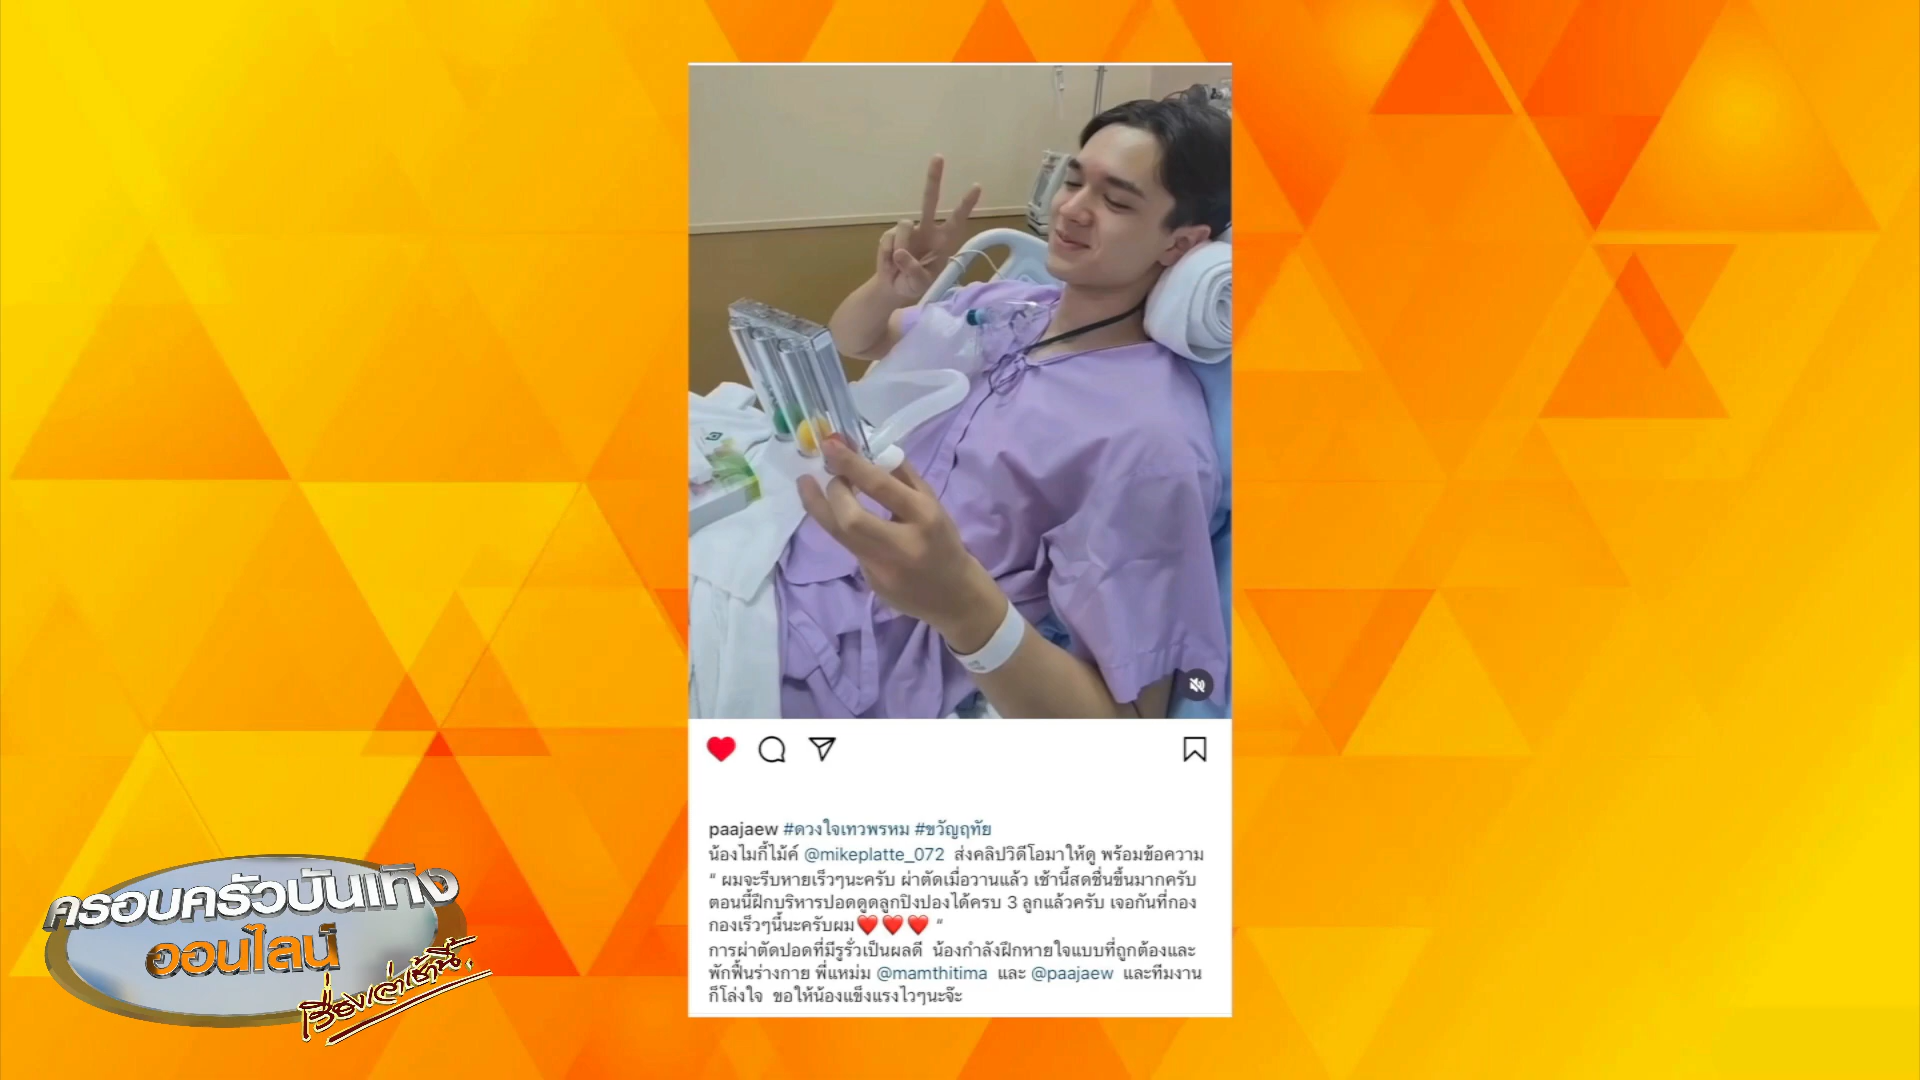 paajaew #ดวงใจเทวพรหม #ขวัญฤทัย
น้องไมกี้ไม้ค์ @mikeplatte_072 ส่งคลิปวิดีโอมาให้ดู พร้อมข้อความ
“ ผมจะรีบหายเร็วๆนะครับ ผ่าตัดเมื่อวานแล้ว เช้านี้สดชื่นขึ้นมากครับ
ตอนนี้ฝึกบริหารปอดดูดลูกปิงปองได้ครบ 3 ลูกแล้วครับ เจอกันที่กอง
กองเร็วๆนี้นะครับผม❤️❤️❤️ “
การผ่าตัดปอดที่มีรูรั่วเป็นผลดี น้องกำลังฝึกหายใจแบบที่ถูกต้องและ
พักฟื้นร่างกาย พี่แหม่ม @mamthitima และ @paajaew และทีมงาน
ก็โล่งใจ ขอให้น้องแข็งแรงไวๆนะจ๊ะ
ครอบครัวบันเทิง
ออนไลน์
เรื่องเล่าเช้านี้